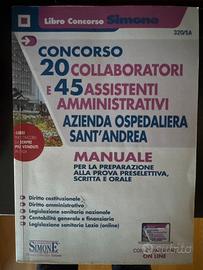 Libro Concorso Simone
320/SA
CONCORSO
20 COLLABORATORI
E 45 ASSISTENTI
AMMINISTRATIVI
AZIENDA OSPEDALIERA
SANT'ANDREA
MANUALE
PER LA PREPARAZIONE
ALLA PROVA PRESELETTIVA,
SCRITTA E ORALE
Diritto costituzionale
Diritto amministrativo
Legislazione sanitaria nazionale
Contabilità generale e finanziaria
Legislazione sanitaria Lazio (online)
SIMONE
ON LINE